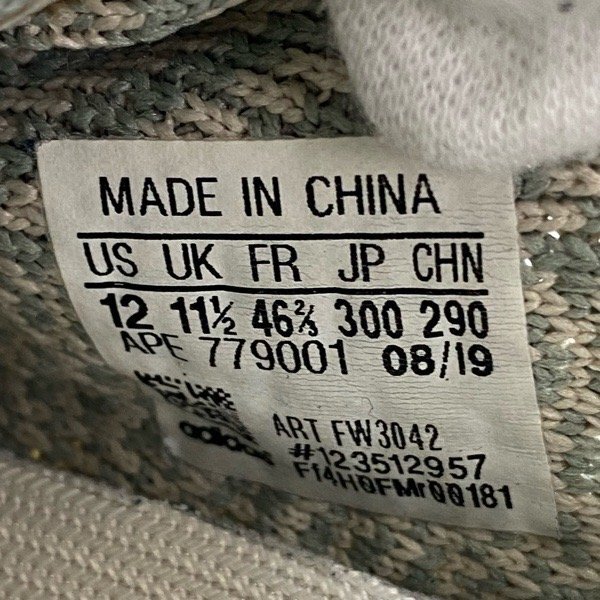 MADE IN CHINA
US UK FR JP CHN
12 11½ 46⅔ 300 290
APE 779001 08/19
ART FW3042
adidas #123512957